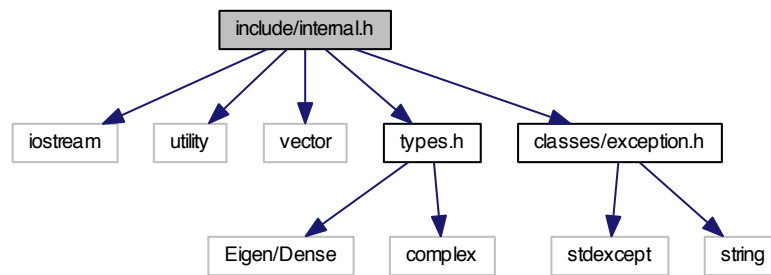 include/internal.h
iostream
utility
vector
types.h
classes/exception.h
Eigen/Dense
complex
stdexcept
string